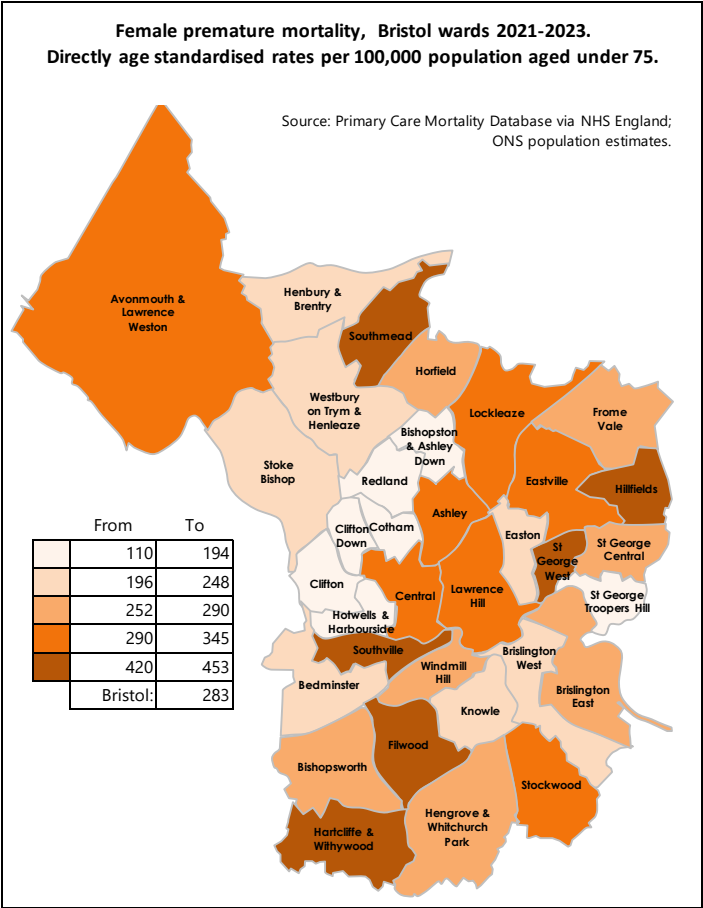 Female premature mortality, Bristol wards 2021-2023.
Directly age standardised rates per 100,000 population aged under 75.
Source: Primary Care Mortality Database via NHS England;
ONS population estimates.
Avonmouth &
Lawrence
Weston
Henbury &
Brentry
Southmead
Horfield
Lockleaze
Frome
Vale
Westbury
on Trym &
Henleaze
Bishopston
& Ashley
Down
Stoke
Bishop
Redland
Eastville
Hillfields
Ashley
Clifton
Down
Cotham
Easton
St
George
West
St George
Central
Clifton
Central
Lawrence
Hill
St George
Troopers Hill
Hotwells &
Harbourside
Southville
Brislington
West
Windmill
Hill
Bedminster
Brislington
East
Knowle
Filwood
Bishopsworth
Stockwood
Hengrove &
Whitchurch
Park
Hartcliffe &
Withywood
From To
110 194
196 248
252 290
290 345
420 453
Bristol: 283